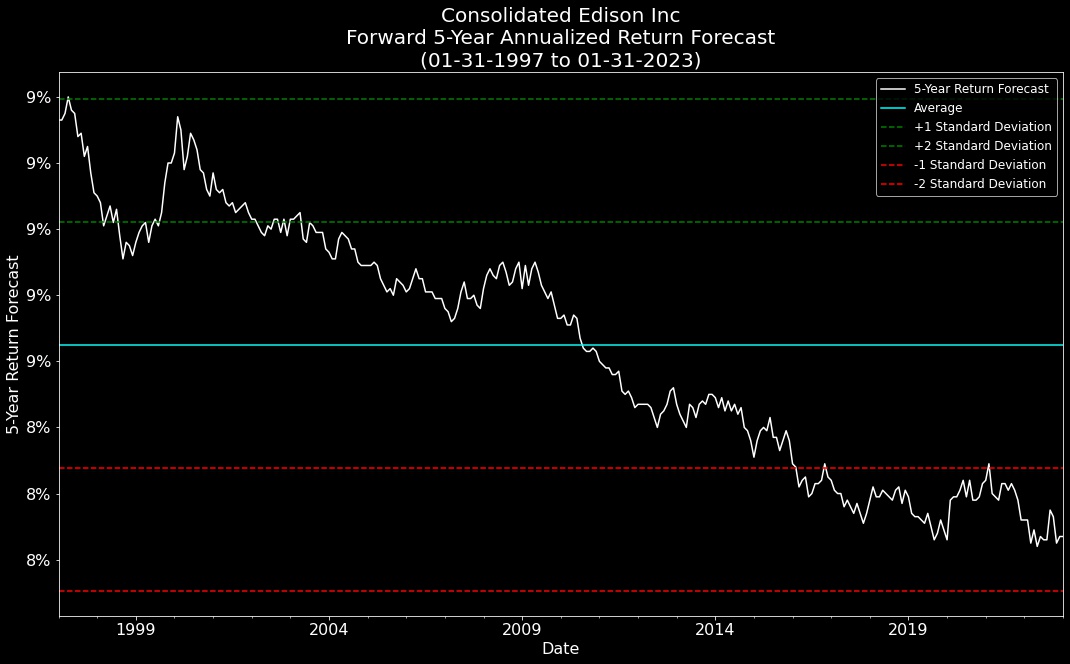 Consolidated Edison Inc
Forward 5-Year Annualized Return Forecast
(01-31-1997 to 01-31-2023)
5-Year Return Forecast
9%
9%
9%
9%
9%
8%
8%
8%
5-Year Return Forecast
Average
+1 Standard Deviation
+2 Standard Deviation
-1 Standard Deviation
-2 Standard Deviation
1999
2004
2009
2014
2019
Date